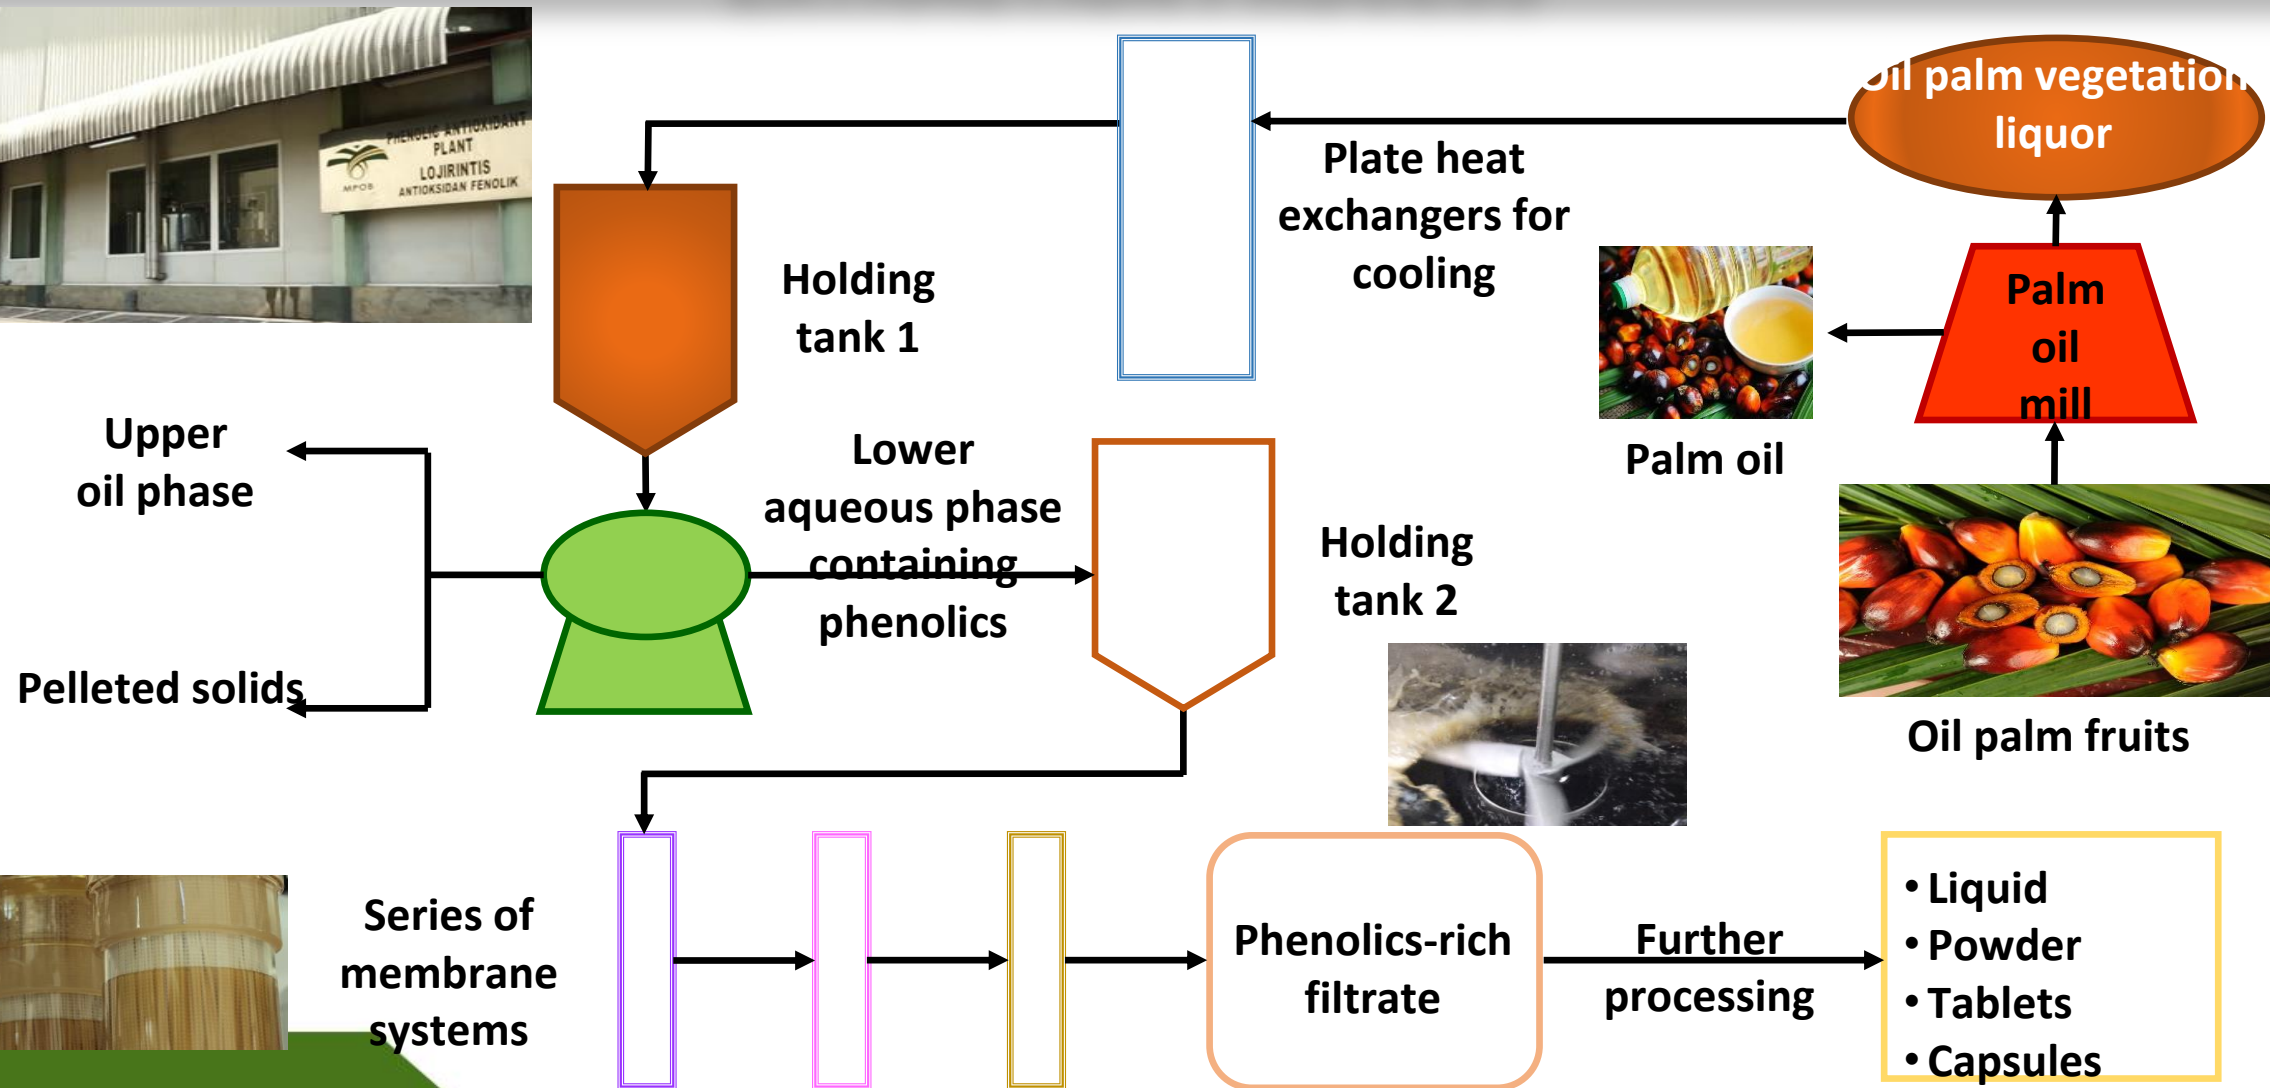 PHENOLIC ANTIOXIDANT
PLANT
LOJIRINTIS
ANTIOKSIDAN FENOLIK
MPOB
Oil palm vegetation
liquor
Plate heat
exchangers for
cooling
Holding
tank 1
Palm
oil
mill
Palm oil
Upper
oil phase
Lower
aqueous phase
containing
phenolics
Holding
tank 2
Pelleted solids
Oil palm fruits
Series of
membrane
systems
Phenolics-rich
filtrate
Further
processing
• Liquid
• Powder
• Tablets
• Capsules